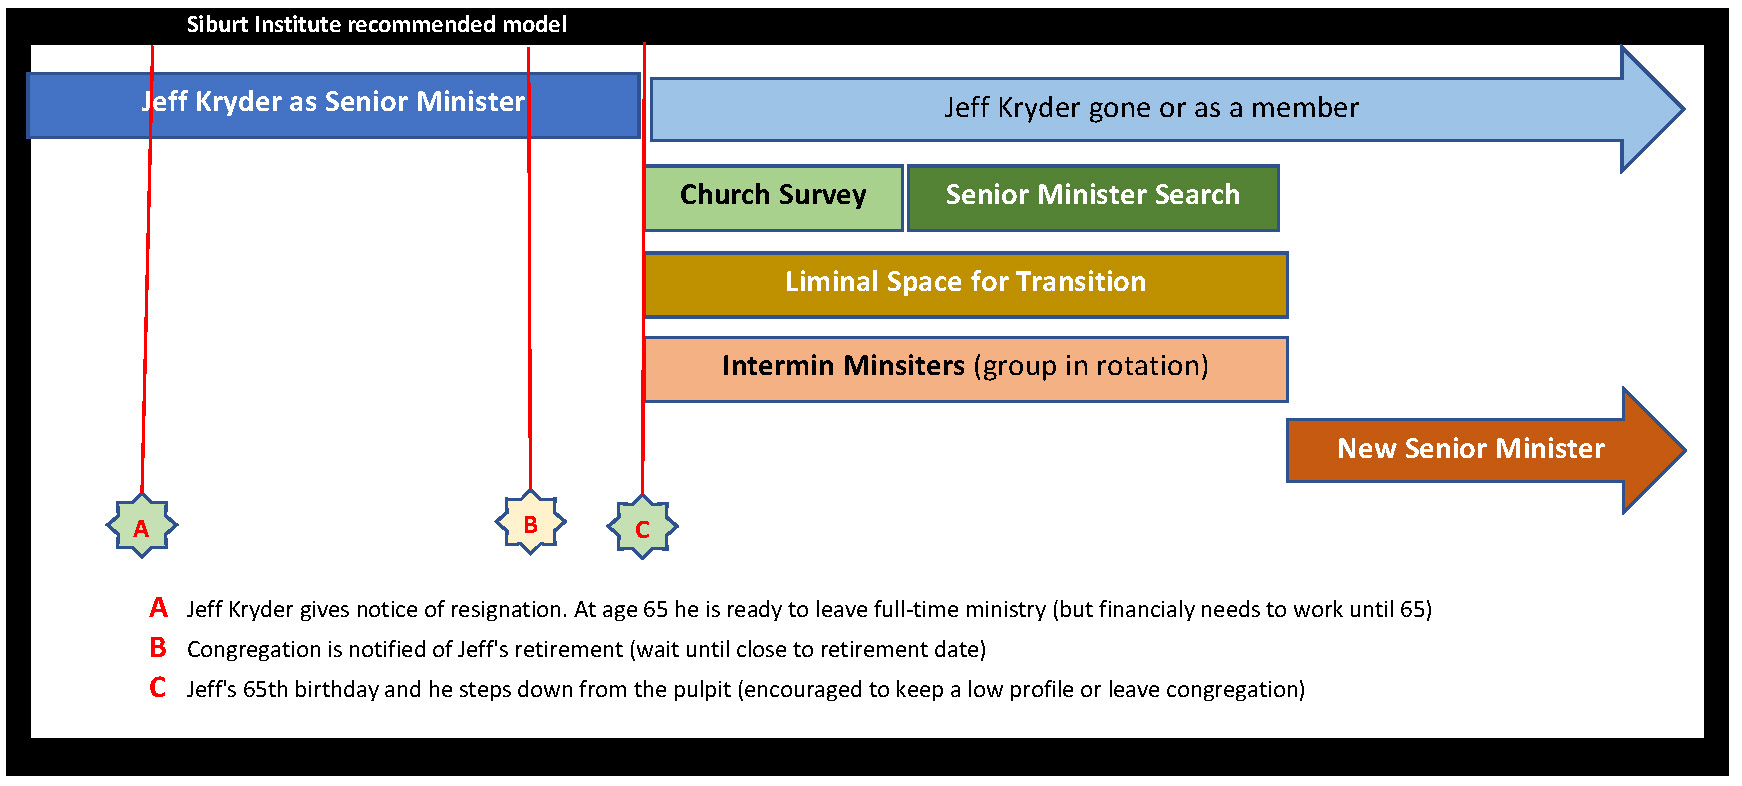 Siburt Institute recommended model
Jeff Kryder as Senior Minister
Jeff Kryder gone or as a member
Church Survey
Senior Minister Search
Liminal Space for Transition
Intermin Minsiters (group in rotation)
New Senior Minister
A
B
C
A Jeff Kryder gives notice of resignation. At age 65 he is ready to leave full-time ministry (but financialy needs to work until 65)
B Congregation is notified of Jeff's retirement (wait until close to retirement date)
C Jeff's 65th birthday and he steps down from the pulpit (encouraged to keep a low profile or leave congregation)